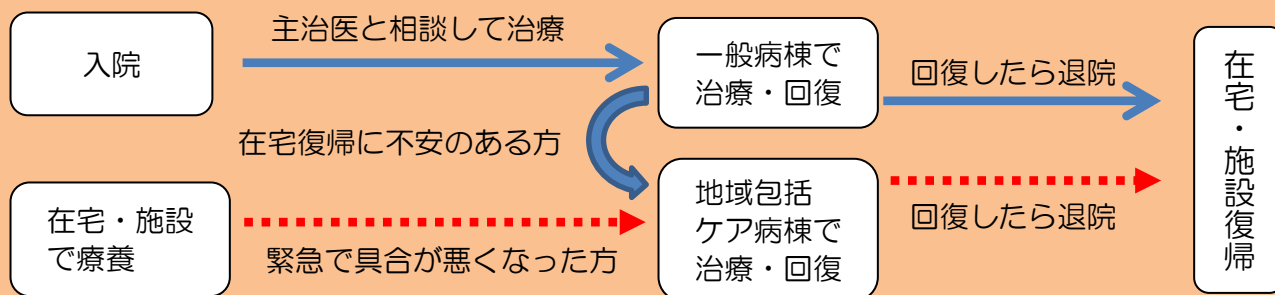 入院
主治医と相談して治療
一般病棟で
治療・回復
回復したら退院
在宅・施設復帰
在宅復帰に不安のある方
在宅・施設
で療養
緊急で具合が悪くなった方
地域包括
ケア病棟で
治療・回復
回復したら退院